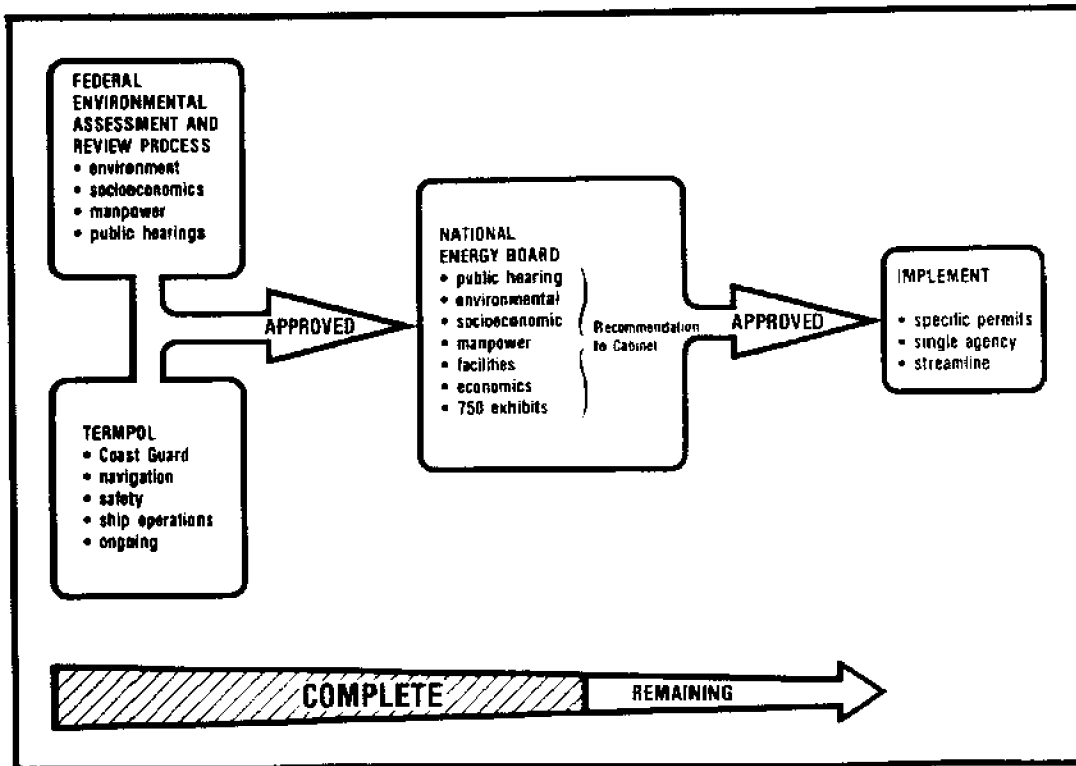 FEDERAL
ENVIRONMENTAL
ASSESSMENT AND
REVIEW PROCESS
• environment
• socioeconomics
• manpower
• public hearings
TERMPOL
• Coast Guard
• navigation
• safety
• ship operations
• ongoing
APPROVED
NATIONAL
ENERGY BOARD
• public hearing
• environmental
• socioeconomic
• manpower
• facilities
• economics
• 750 exhibits
Recommendation
to Cabinet
APPROVED
IMPLEMENT
• specific permits
• single agency
• streamline
COMPLETE
REMAINING